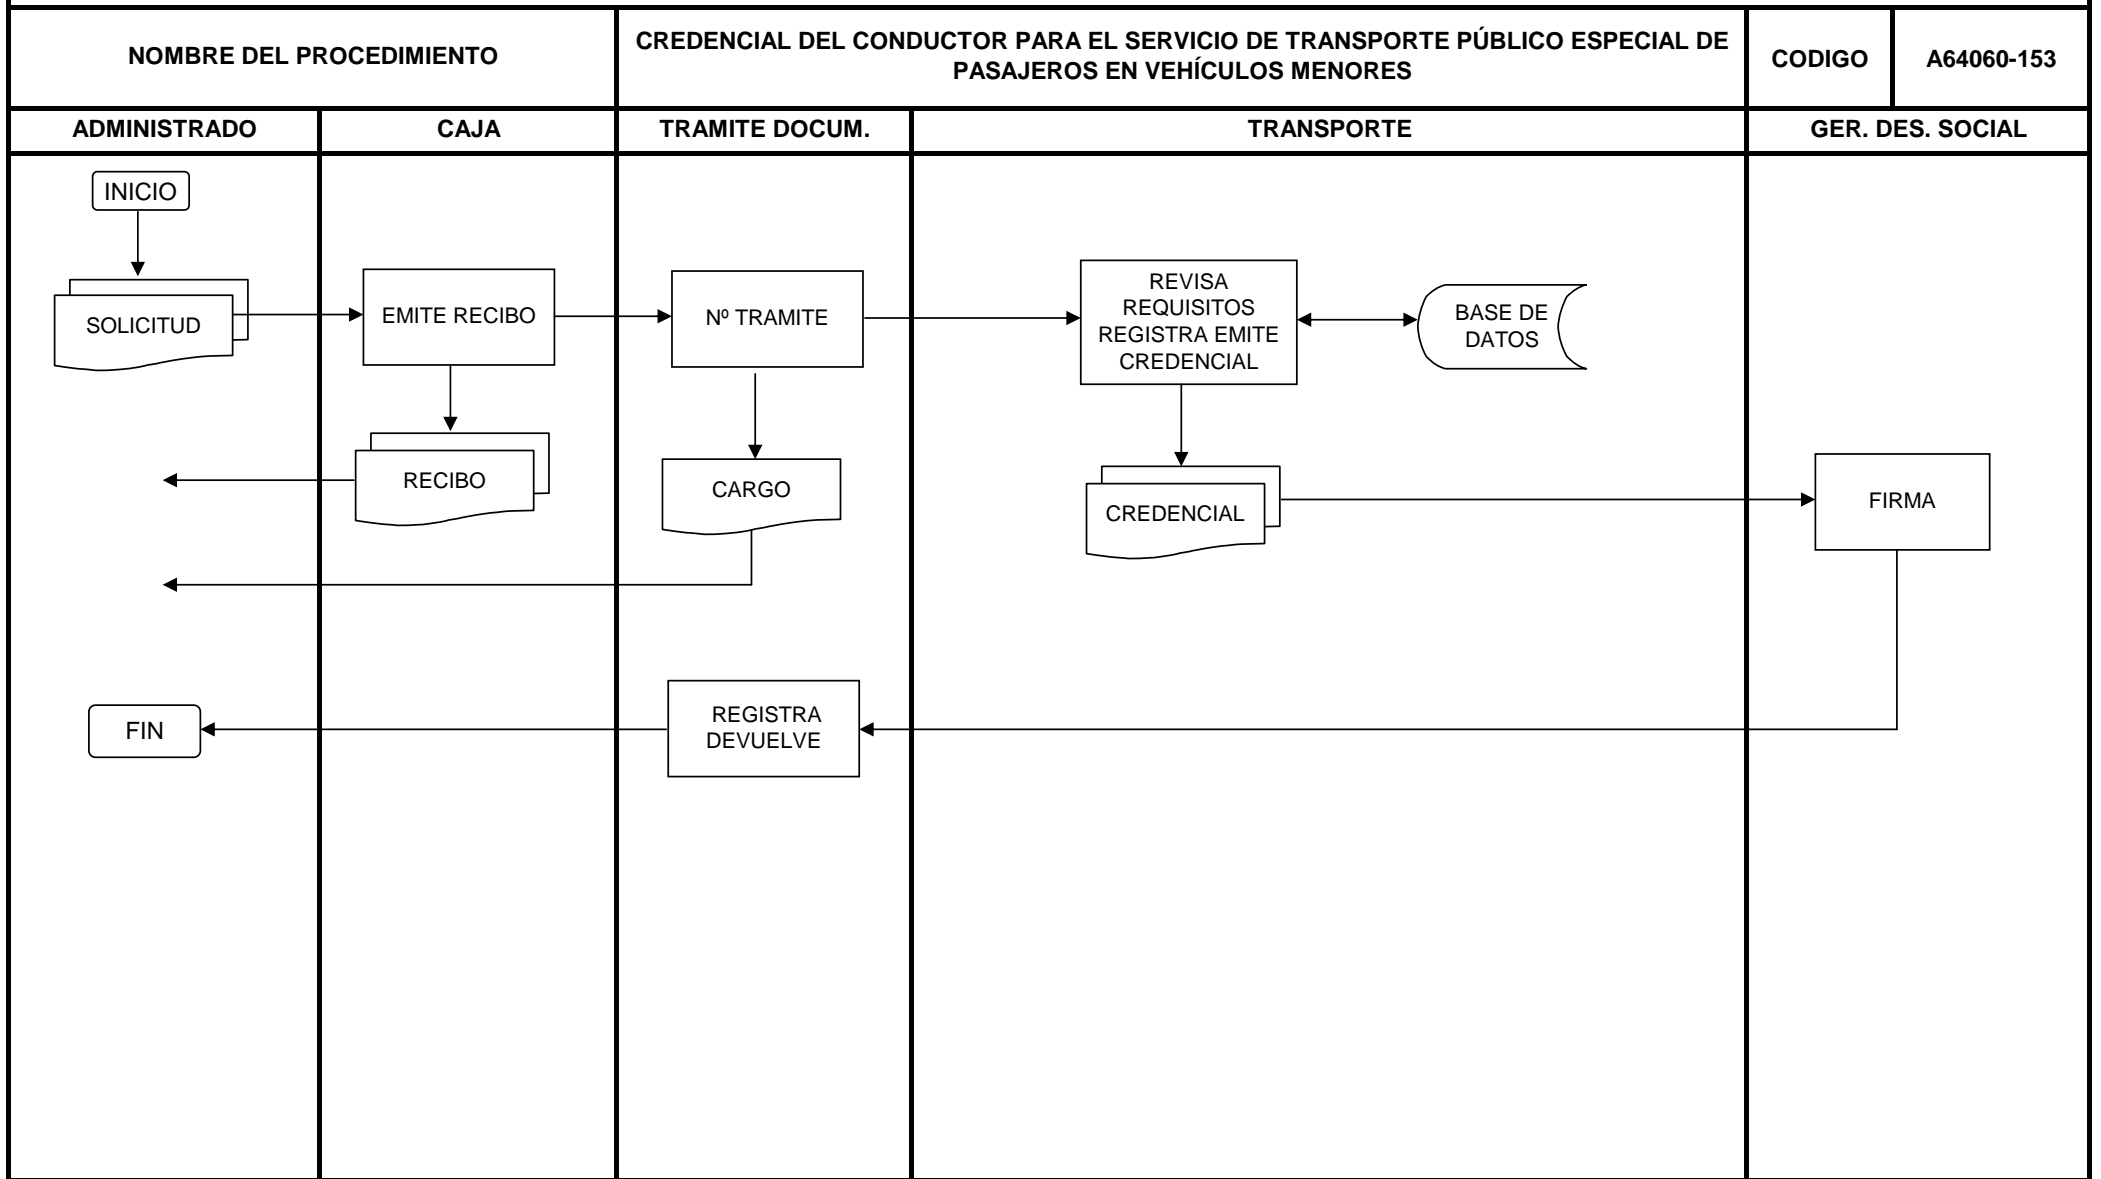 NOMBRE DEL PROCEDIMIENTO
CREDENCIAL DEL CONDUCTOR PARA EL SERVICIO DE TRANSPORTE PÚBLICO ESPECIAL DE
PASAJEROS EN VEHÍCULOS MENORES
CODIGO
A64060-153
ADMINISTRADO
CAJA
TRAMITE DOCUM.
TRANSPORTE
GER. DES. SOCIAL
INICIO
SOLICITUD
EMITE RECIBO
Nº TRAMITE
REVISA
REQUISITOS
REGISTRA EMITE
CREDENCIAL
BASE DE
DATOS
RECIBO
CARGO
CREDENCIAL
FIRMA
FIN
REGISTRA
DEVUELVE